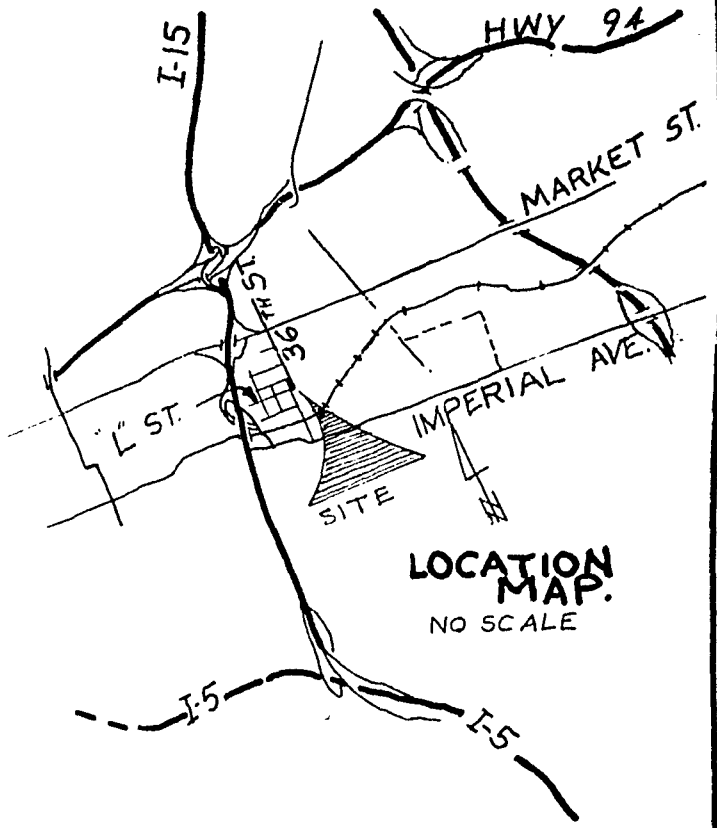 I-15
HWY 94
MARKET ST.
36TH ST.
"L" ST.
IMPERIAL AVE.
SITE
N
LOCATION
MAP.
NO SCALE
I-5
I-5